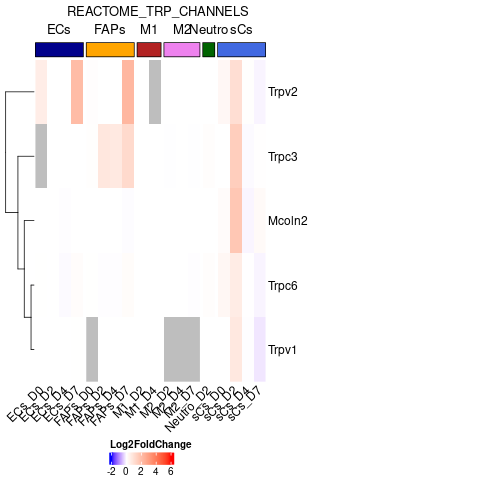 REACTOME_TRP_CHANNELS
ECs FAPs M1 M2 Neutro sCs
Trpv2
Trpc3
Mcoln2
Trpc6
Trpv1
ECs_D0 ECs_D2 ECs_D4 ECs_D7 FAPs_D0 FAPs_D2 FAPs_D4 FAPs_D7 M1_D2 M1_D4 M2_D2 M2_D4 M2_D7 Neutro_D2 sCs_D0 sCs_D2 sCs_D4 sCs_D7
Log2FoldChange
-2 0 2 4 6